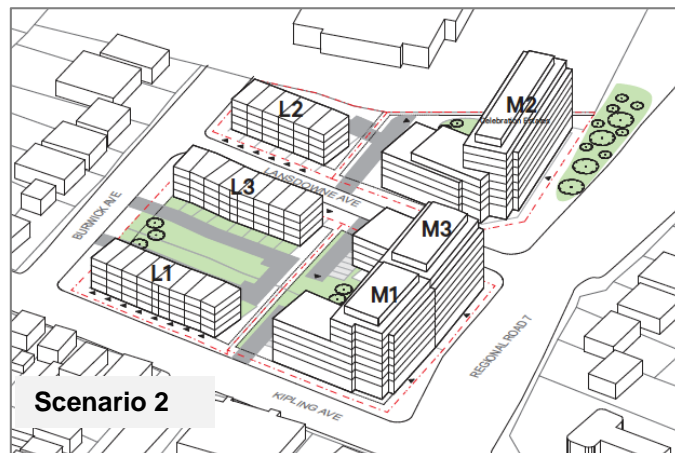 M2
Celebration Estates
L2
LANSDOWNE AVE
L3
BURWICK AVE
M3
L1
M1
REGIONAL ROAD 7
KIPLING AVE
Scenario 2